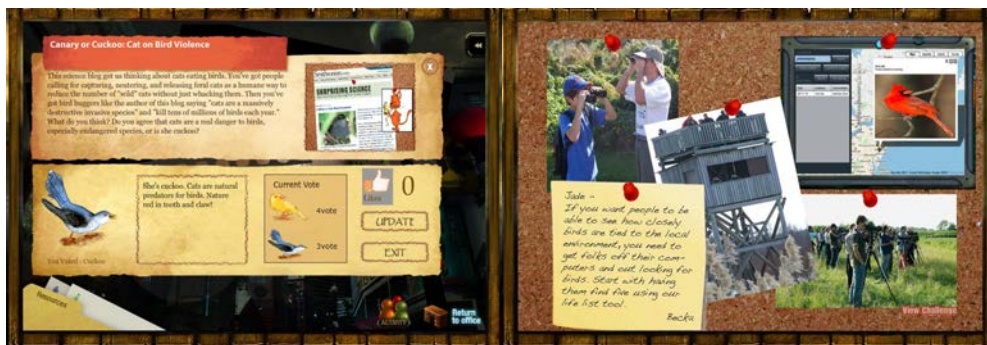 Canary or Cuckoo: Cat on Bird Violence
This science blog got us thinking about cats eating birds. You've got people
calling for capturing, neutering, and releasing feral cats as a humane way to
reduce the number of "wild" cats without just whacking them. Then you've
got bird huggers like the author of this blog saying "cats are a massively
destructive invasive species" and "kill tens of millions of birds each year."
What do you think? Do you agree that cats are a real danger to birds,
especially endangered species, or is she cuckoo?
SURPRISING SCIENCE
X
She's cuckoo. Cats are natural
predators for birds. Nature
red in tooth and claw!
Current Vote
4vote
3vote
Likes
0
UPDATE
EXIT
You Voted : Cuckoo
Resources
(ACTIVITY)
Return
to office
Jade -
If you want people to be
able to see how closely
birds are tied to the local
environment, you need to
get folks off their com-
puters and out looking for
birds. Start with having
them find five using our
life list tool.
Becka
View Challenge